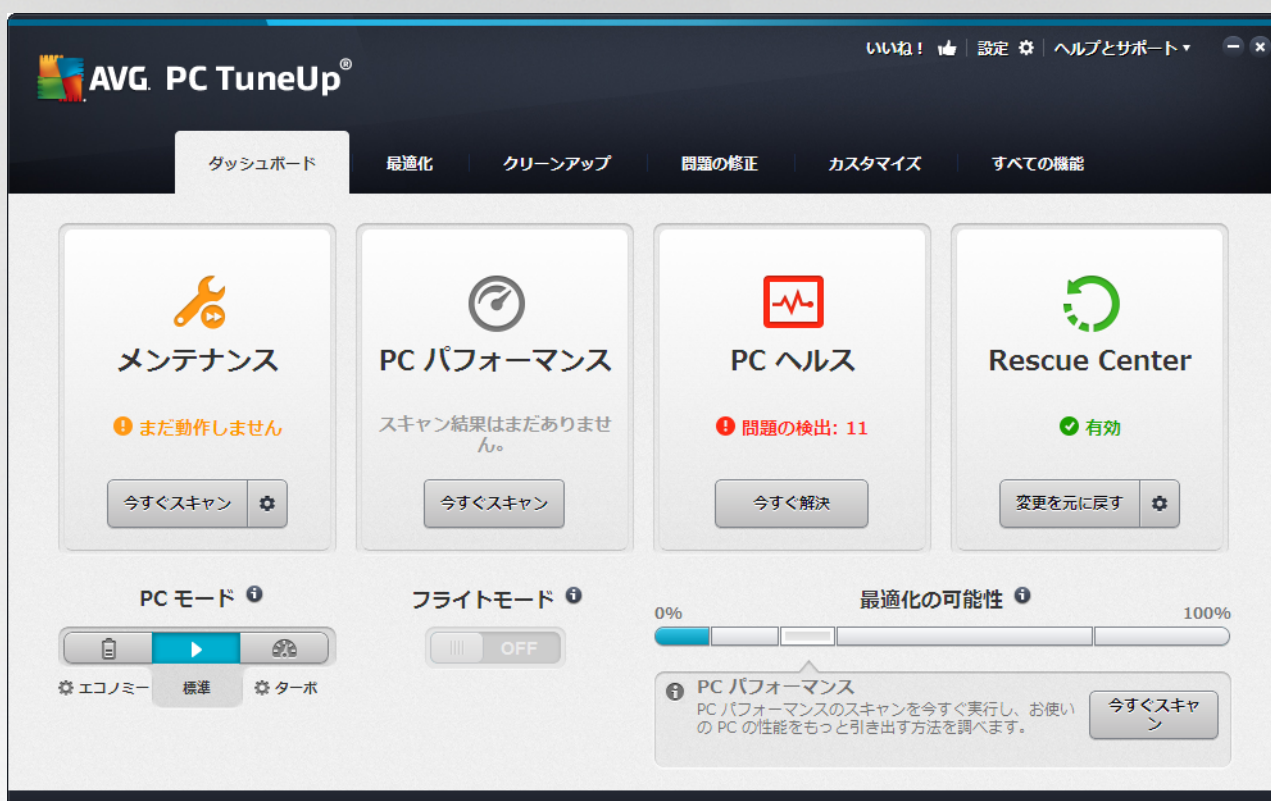 いいね！ 設定 ヘルプとサポート
AVG. PC TuneUp®
ダッシュボード 最適化 クリーンアップ 問題の修正 カスタマイズ すべての機能
メンテナンス
まだ動作しません
今すぐスキャン
PC パフォーマンス
スキャン結果はまだありませ
ん。
今すぐスキャン
PC ヘルス
問題の検出: 11
今すぐ解決
Rescue Center
有効
変更を元に戻す
PC モード
エコノミー 標準 ターボ
フライトモード
OFF
最適化の可能性
0% 100%
PC パフォーマンス
PC パフォーマンスのスキャンを今すぐ実行し、お使い
の PC の性能をもっと引き出す方法を調べます。
今すぐスキャ
ン